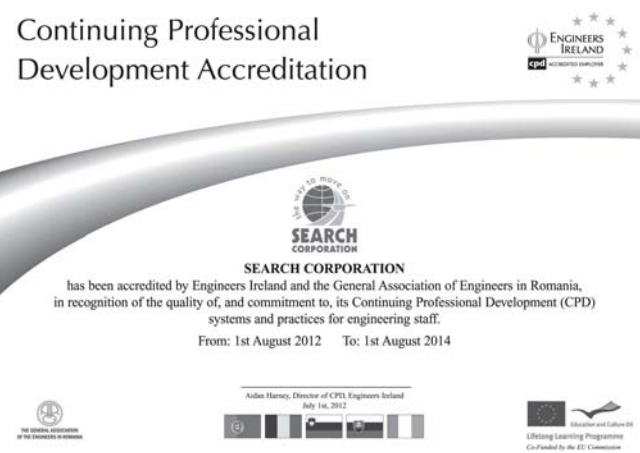 Continuing Professional
Development Accreditation
ENGINEERS
IRELAND
cpd ACCREDITED EMPLOYER
the way to move on
SEARCH
CORPORATION
SEARCH CORPORATION
has been accredited by Engineers Ireland and the General Association of Engineers in Romania,
in recognition of the quality of, and commitment to, its Continuing Professional Development (CPD)
systems and practices for engineering staff.
From: 1st August 2012 To: 1st August 2014
Aidan Harney, Director of CPD, Engineers Ireland
July 1st, 2012
THE GENERAL ASSOCIATION
OF THE ENGINEERS IN ROMANIA
Education and Culture DG
Lifelong Learning Programme
Co-Funded by the EU Commission